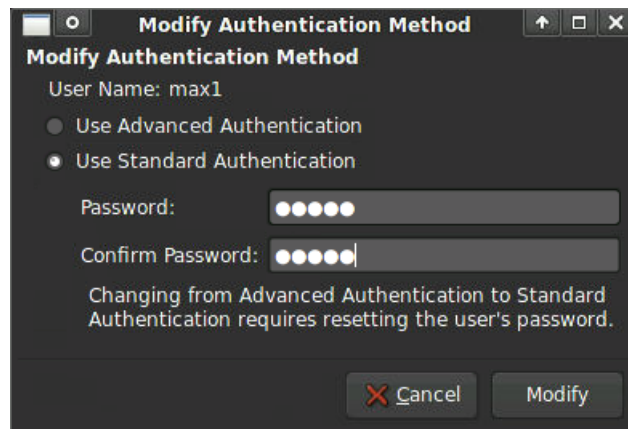 Modify Authentication Method
Modify Authentication Method
User Name: max1
Use Advanced Authentication
Use Standard Authentication
Password: ●●●●●
Confirm Password: ●●●●●
Changing from Advanced Authentication to Standard
Authentication requires resetting the user's password.
Cancel Modify